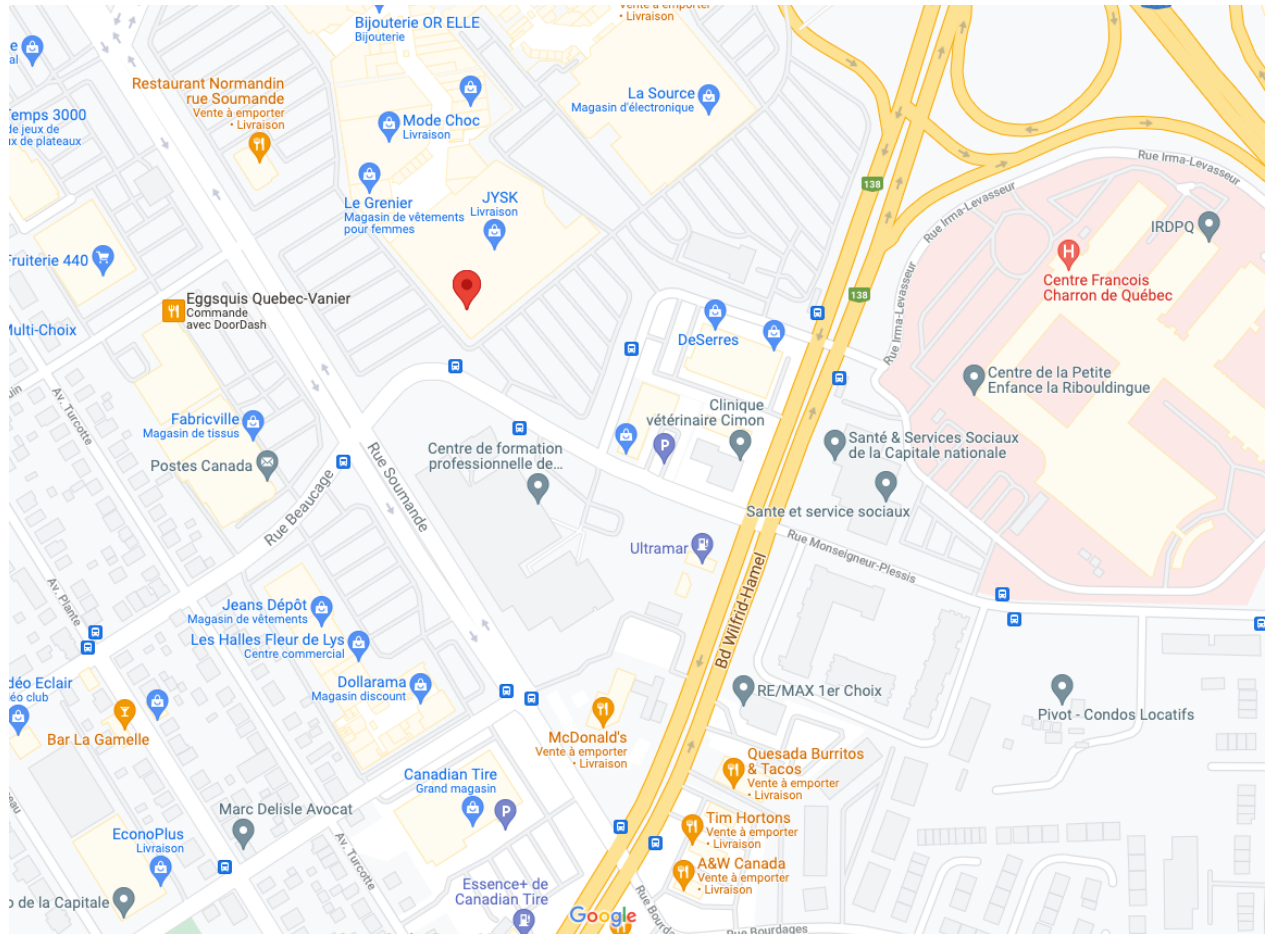 Bijouterie OR ELLE
Bijouterie
Vente à emporter
• Livraison
Restaurant Normandin
rue Soumande
Vente à emporter
• Livraison
La Source
Magasin d'électronique
Temps 3000
de jeux de
x de plateaux
Mode Choc
Livraison
Le Grenier
Magasin de vêtements
pour femmes
JYSK
Livraison
138
Rue Irma-Levasseur
Rue Irma-Levasseur
Rue Irma-Levasseur
IRDPQ
H
Centre Francois
Charron de Québec
Fruiterie 440
138
Eggsquis Quebec-Vanier
Commande
avec DoorDash
Multi-Choix
DeSerres
Centre de la Petite
Enfance la Ribouldingue
Av. Turcotte
Fabricville
Magasin de tissus
Postes Canada
Rue Soumande
Rue Beaucage
Centre de formation
professionnelle de...
Clinique
vétérinaire Cimon
P
Santé & Services Sociaux
de la Capitale nationale
Sante et service sociaux
Ultramar
Rue Monseigneur-Plessis
Bd Wilfrid-Hamel
Av. Plante
Jeans Dépôt
Magasin de vêtements
Les Halles Fleur de Lys
Centre commercial
Dollarama
Magasin discount
déo Eclair
éo club
Bar La Gamelle
RE/MAX 1er Choix
Pivot - Condos Locatifs
McDonald's
Vente à emporter
• Livraison
Quesada Burritos
& Tacos
Vente à emporter
• Livraison
Canadian Tire
Grand magasin
P
Marc Delisle Avocat
Tim Hortons
Vente à emporter
• Livraison
EconoPlus
Livraison
Av. Turcotte
A&W Canada
Vente à emporter
• Livraison
Essence+ de
Canadian Tire
o de la Capitale
Google
Rue Bourdages